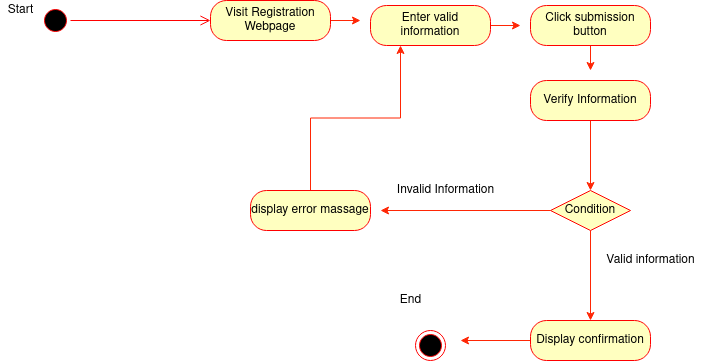 Start
Visit Registration
Webpage
Enter valid
information
Click submission
button
Verify Information
Invalid Information
display error massage
Condition
Valid information
End
Display confirmation